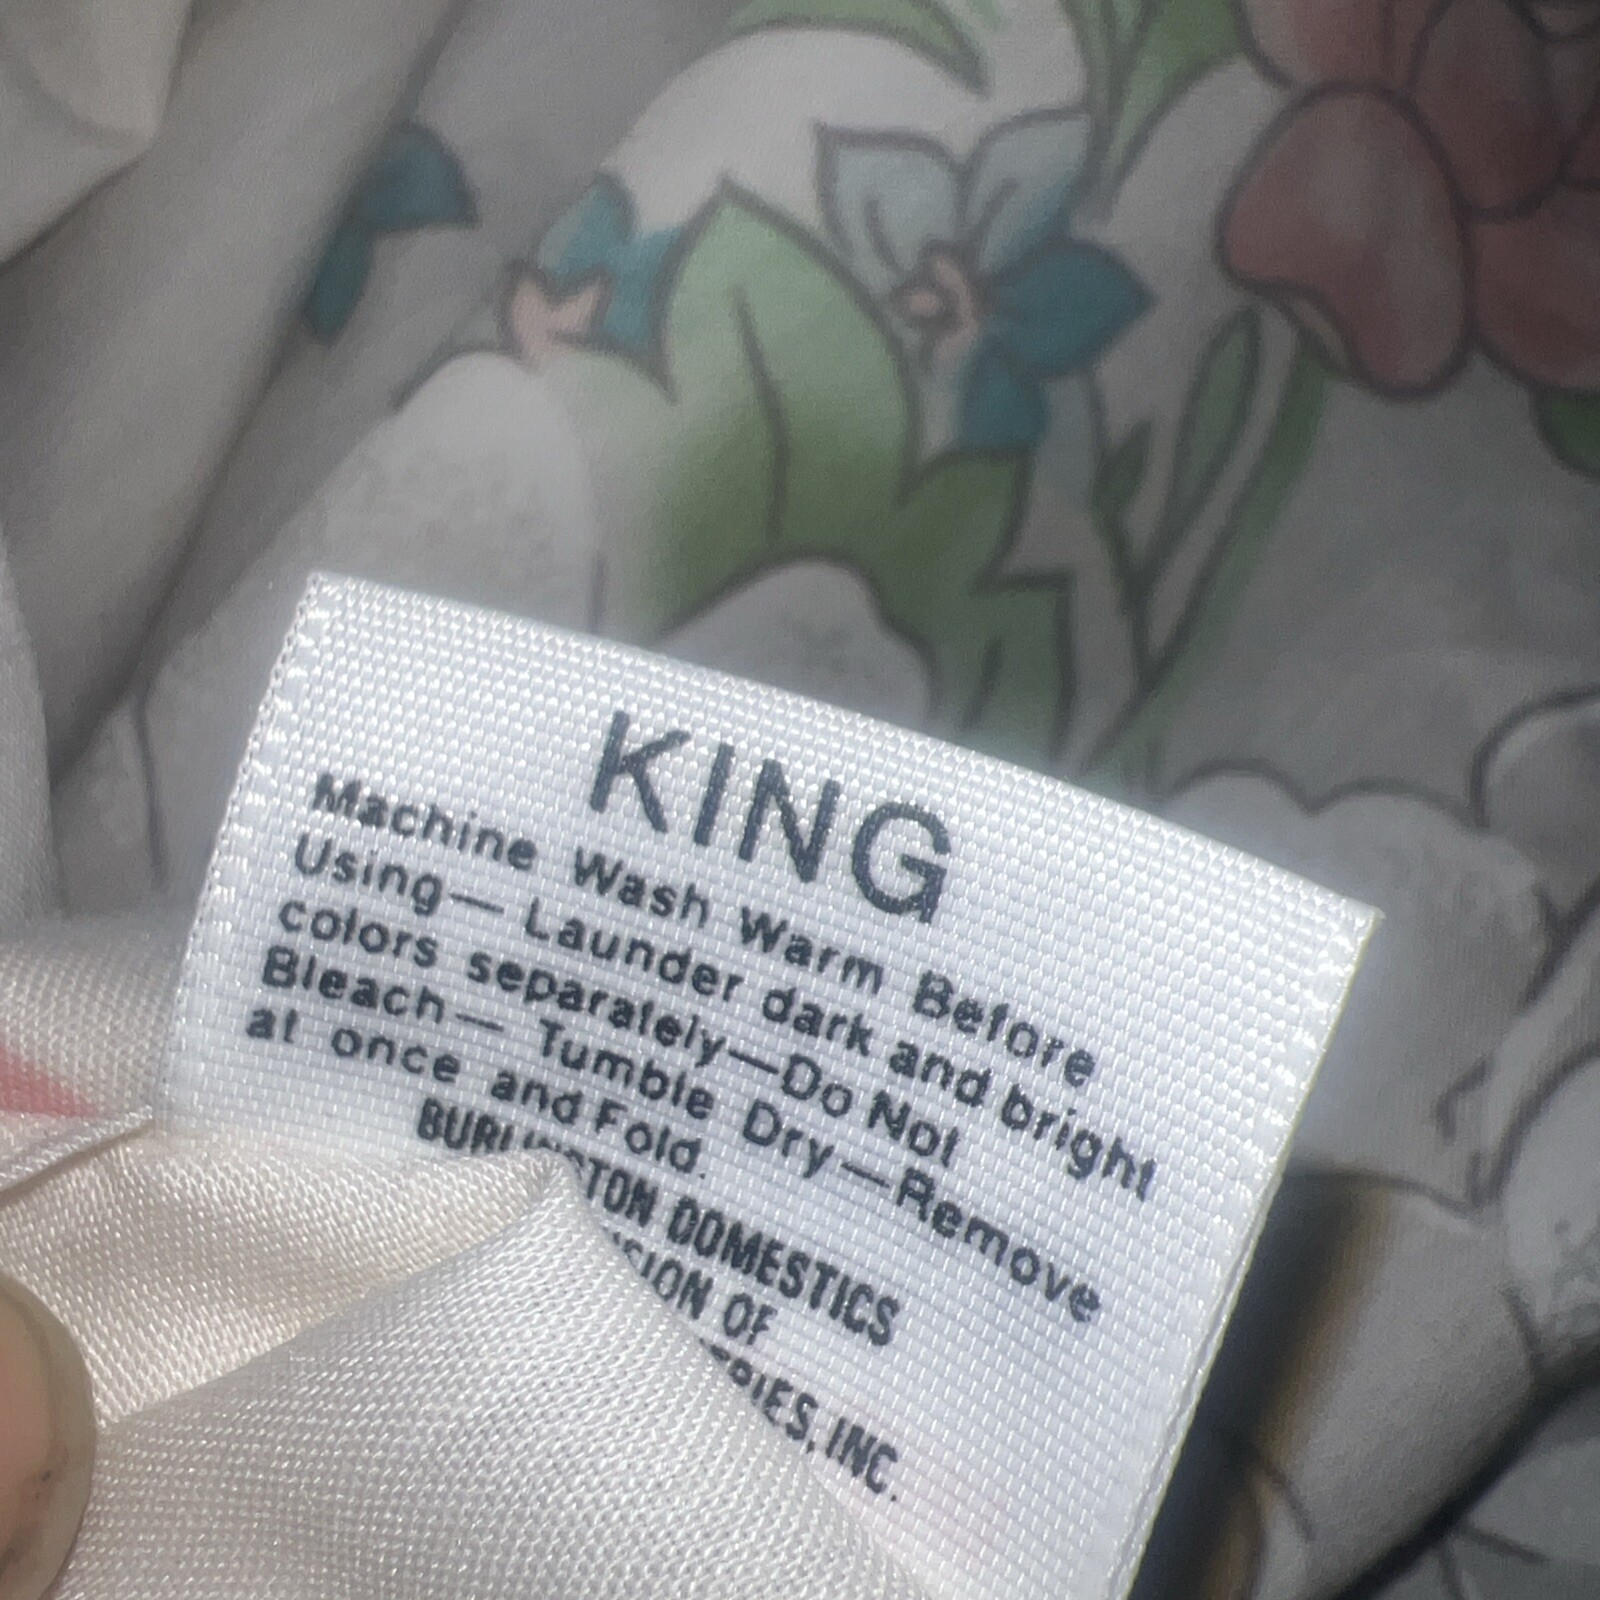 KING
Machine Wash Warm Before
Using— Launder dark and bright
colors separately—Do Not
Bleach— Tumble Dry—Remove
at once and Fold.
DOMESTICS
OF
INC.